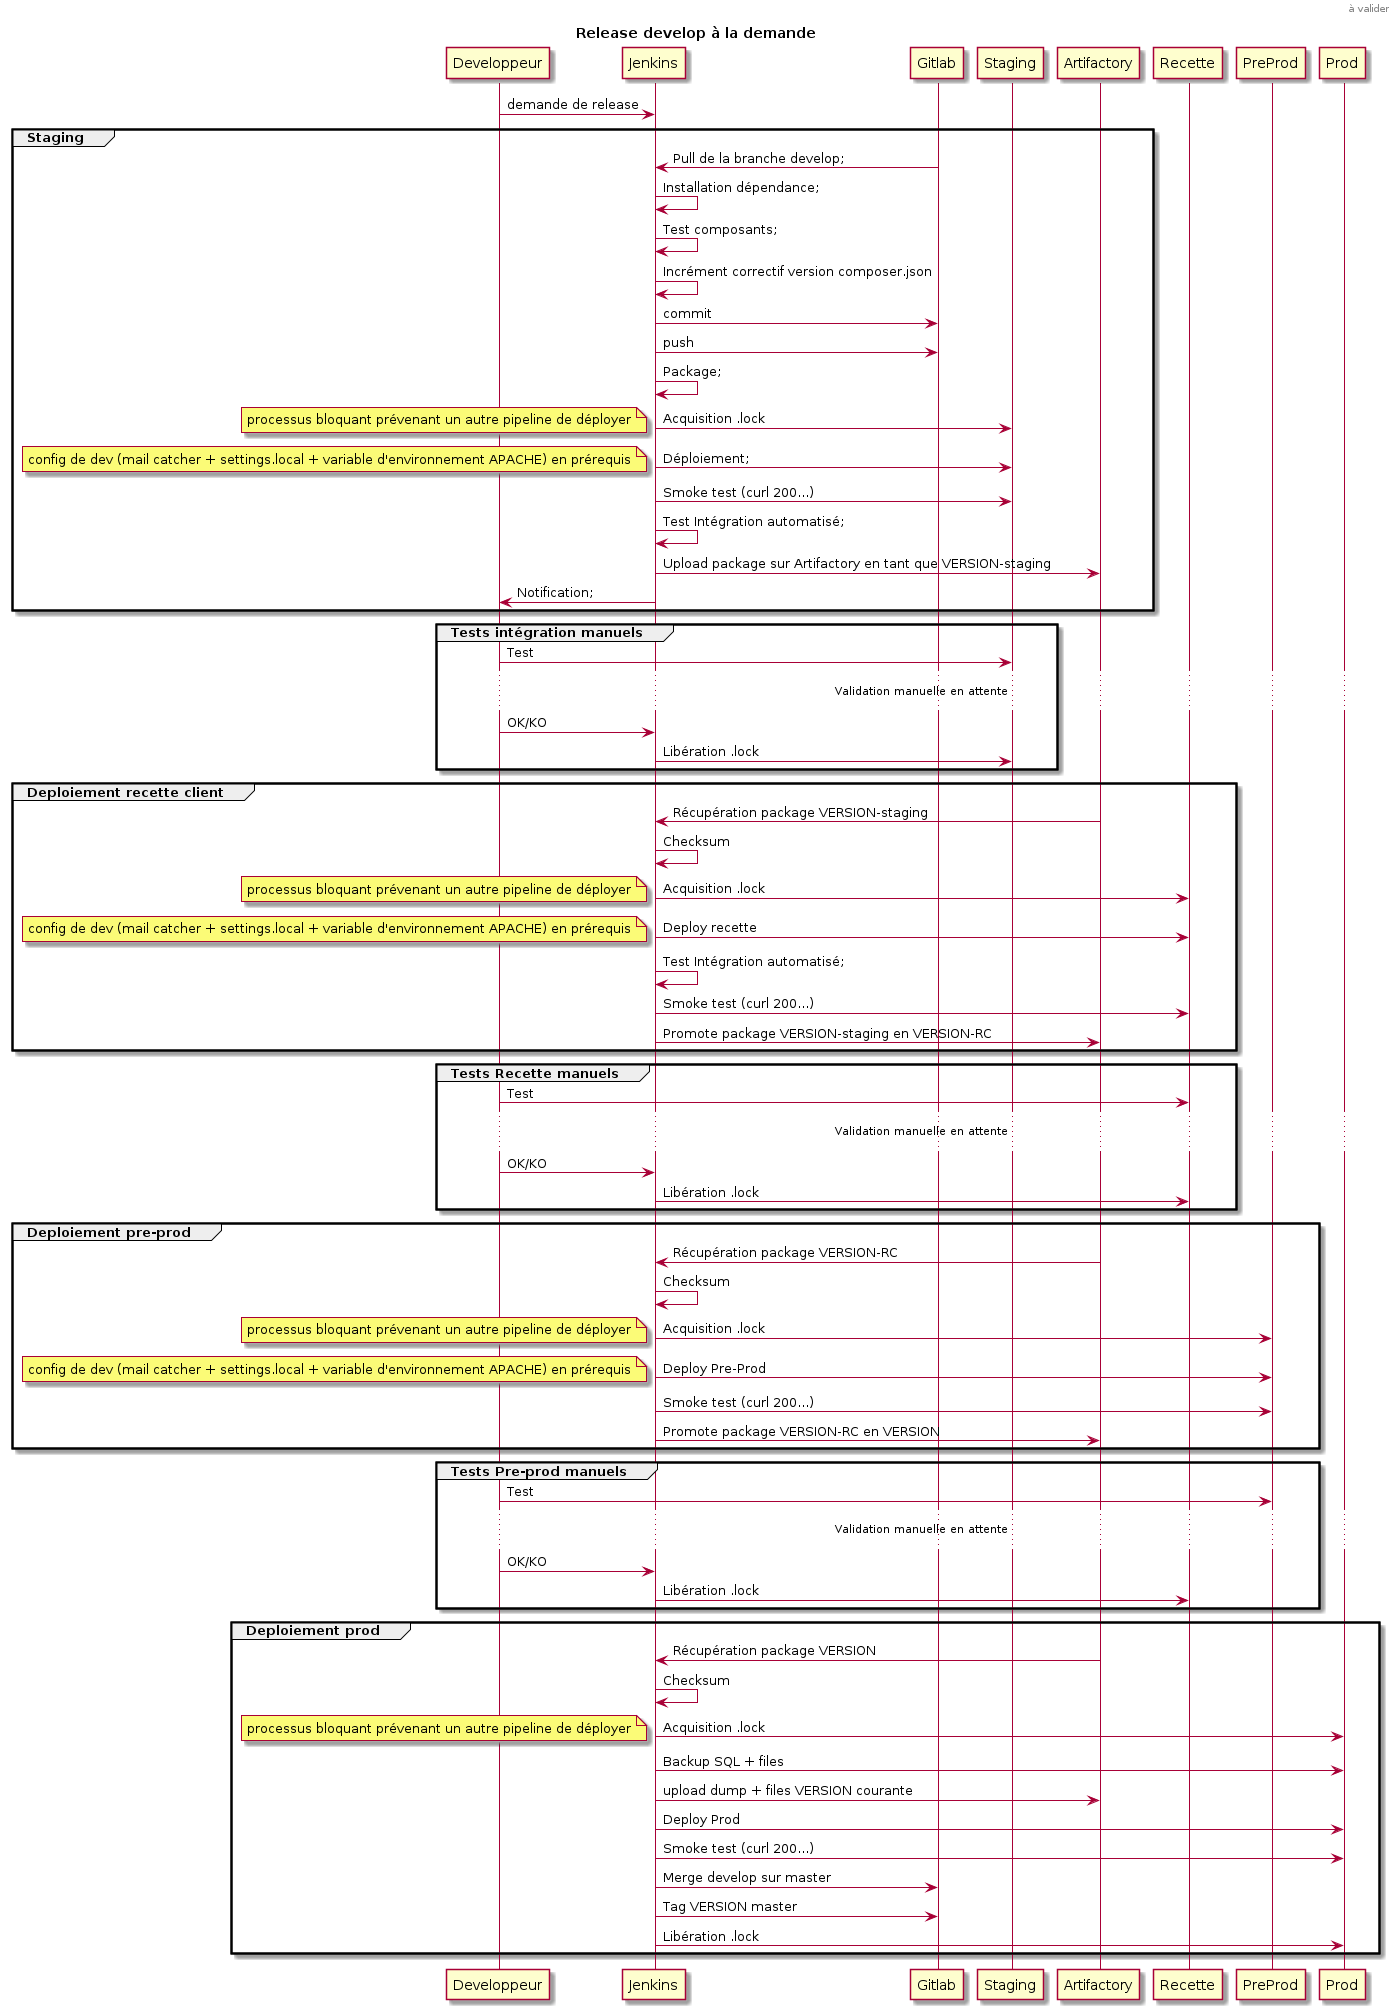 à valider
Release develop à la demande
Developpeur
Jenkins
Gitlab
Staging
Artifactory
Recette
PreProd
Prod
demande de release
Staging
Pull de la branche develop;
Installation dépendance;
Test composants;
Incrément correctif version composer.json
commit
push
Package;
processus bloquant prévenant un autre pipeline de déployer
Acquisition .lock
config de dev (mail catcher + settings.local + variable d'environnement APACHE) en prérequis
Déploiement;
Smoke test (curl 200...)
Test Intégration automatisé;
Upload package sur Artifactory en tant que VERSION-staging
Notification;
Tests intégration manuels
Test
Validation manuelle en attente
OK/KO
Libération .lock
Deploiement recette client
Récupération package VERSION-staging
Checksum
processus bloquant prévenant un autre pipeline de déployer
Acquisition .lock
config de dev (mail catcher + settings.local + variable d'environnement APACHE) en prérequis
Deploy recette
Test Intégration automatisé;
Smoke test (curl 200...)
Promote package VERSION-staging en VERSION-RC
Tests Recette manuels
Test
Validation manuelle en attente
OK/KO
Libération .lock
Deploiement pre-prod
Récupération package VERSION-RC
Checksum
processus bloquant prévenant un autre pipeline de déployer
Acquisition .lock
config de dev (mail catcher + settings.local + variable d'environnement APACHE) en prérequis
Deploy Pre-Prod
Smoke test (curl 200...)
Promote package VERSION-RC en VERSION
Tests Pre-prod manuels
Test
Validation manuelle en attente
OK/KO
Libération .lock
Deploiement prod
Récupération package VERSION
Checksum
processus bloquant prévenant un autre pipeline de déployer
Acquisition .lock
Backup SQL + files
upload dump + files VERSION courante
Deploy Prod
Smoke test (curl 200...)
Merge develop sur master
Tag VERSION master
Libération .lock
Developpeur
Jenkins
Gitlab
Staging
Artifactory
Recette
PreProd
Prod